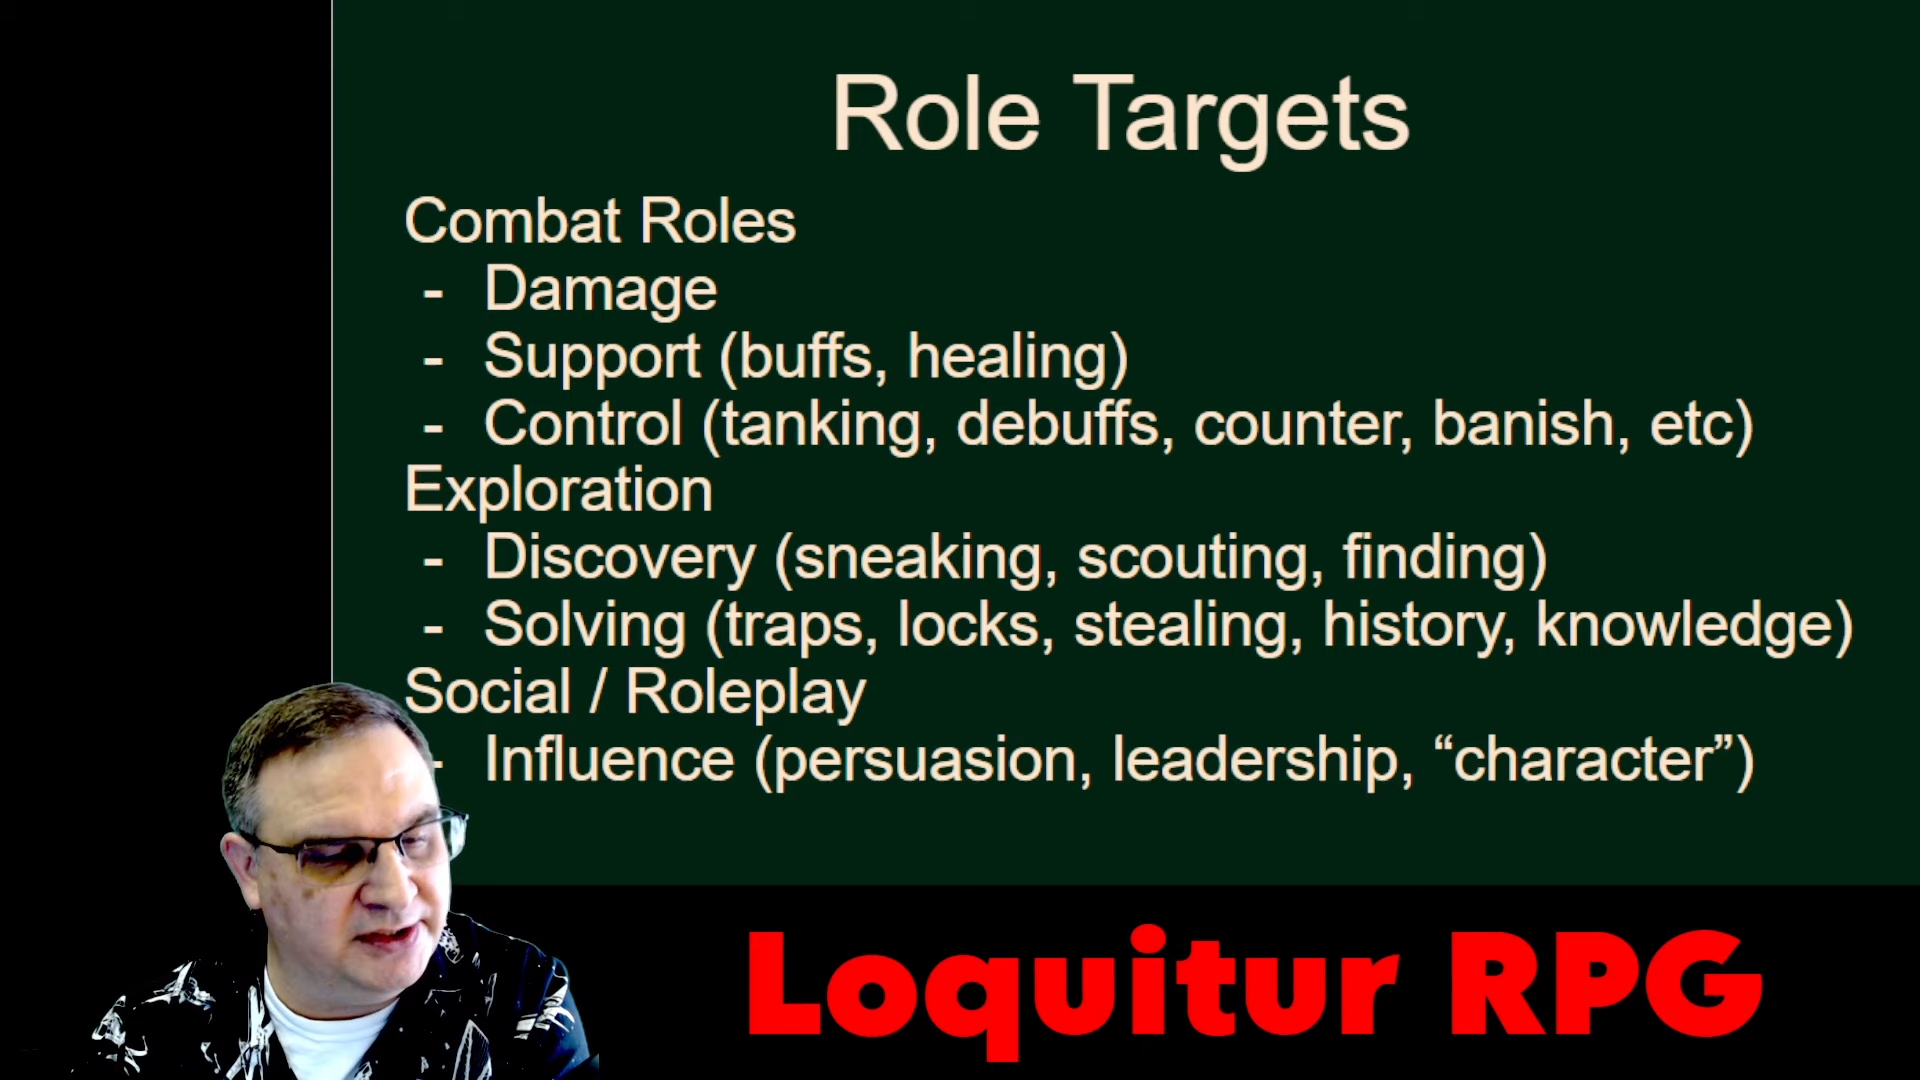 Role Targets
Combat Roles
- Damage
- Support (buffs, healing)
- Control (tanking, debuffs, counter, banish, etc)
Exploration
- Discovery (sneaking, scouting, finding)
- Solving (traps, locks, stealing, history, knowledge)
Social / Roleplay
- Influence (persuasion, leadership, “character”)
Loquitur RPG